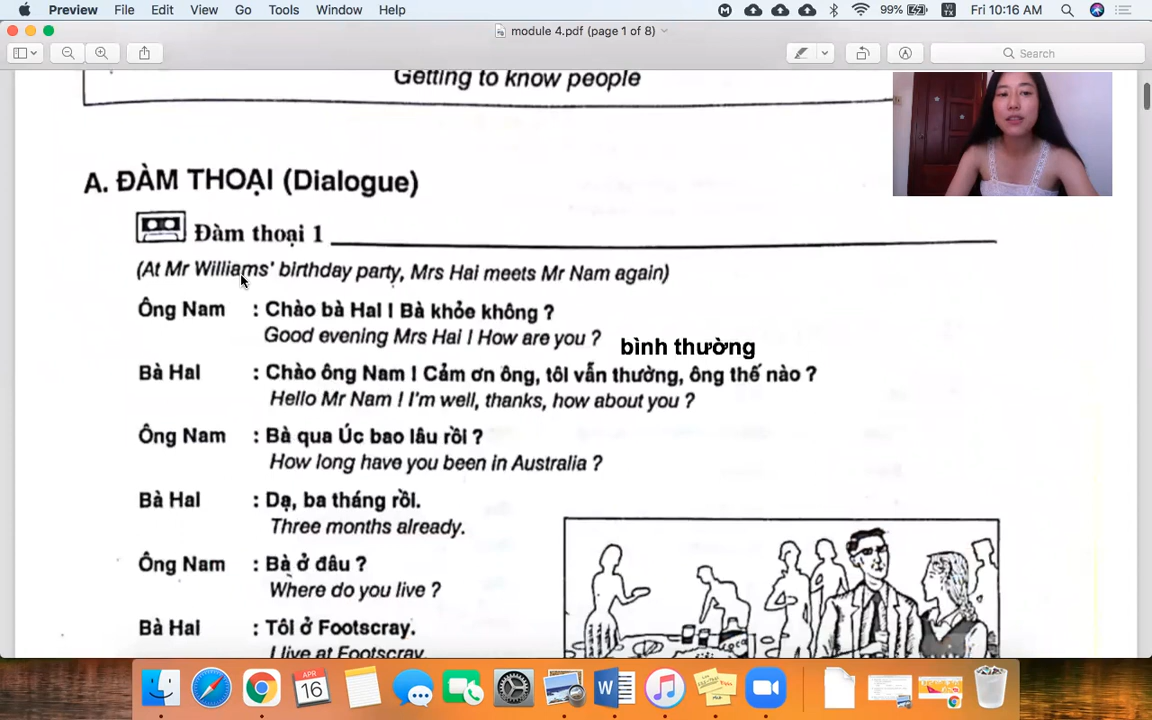 Preview File Edit View Go Tools Window Help 99% VI TX Fri 10:16 AM
module 4.pdf (page 1 of 8)
Search
Getting to know people
A. ĐÀM THOẠI (Dialogue)
Đàm thoại 1
(At Mr Williams' birthday party, Mrs Hai meets Mr Nam again)
Ông Nam : Chào bà Hai ! Bà khỏe không ?
Good evening Mrs Hai ! How are you ?
bình thường
Bà Hai : Chào ông Nam ! Cảm ơn ông, tôi vẫn thường, ông thế nào ?
Hello Mr Nam ! I'm well, thanks, how about you ?
Ông Nam : Bà qua Úc bao lâu rồi ?
How long have you been in Australia ?
Bà Hai : Dạ, ba tháng rồi.
Three months already.
Ông Nam : Bà ở đâu ?
Where do you live ?
Bà Hai : Tôi ở Footscray.
I live at Footscray.
APR
16